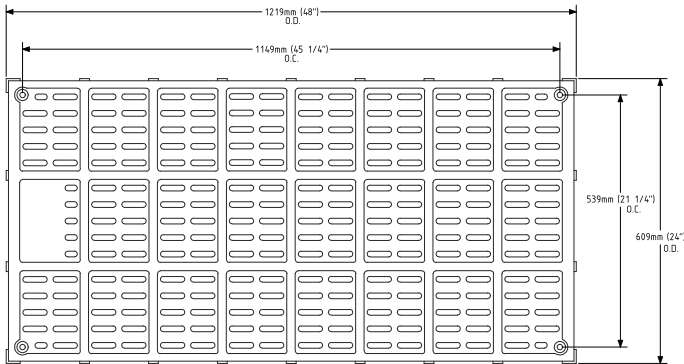 1219mm (48")
O.D.
1149mm (45 1/4")
O.C.
539mm (21 1/4")
O.C.
609mm (24")
O.D.